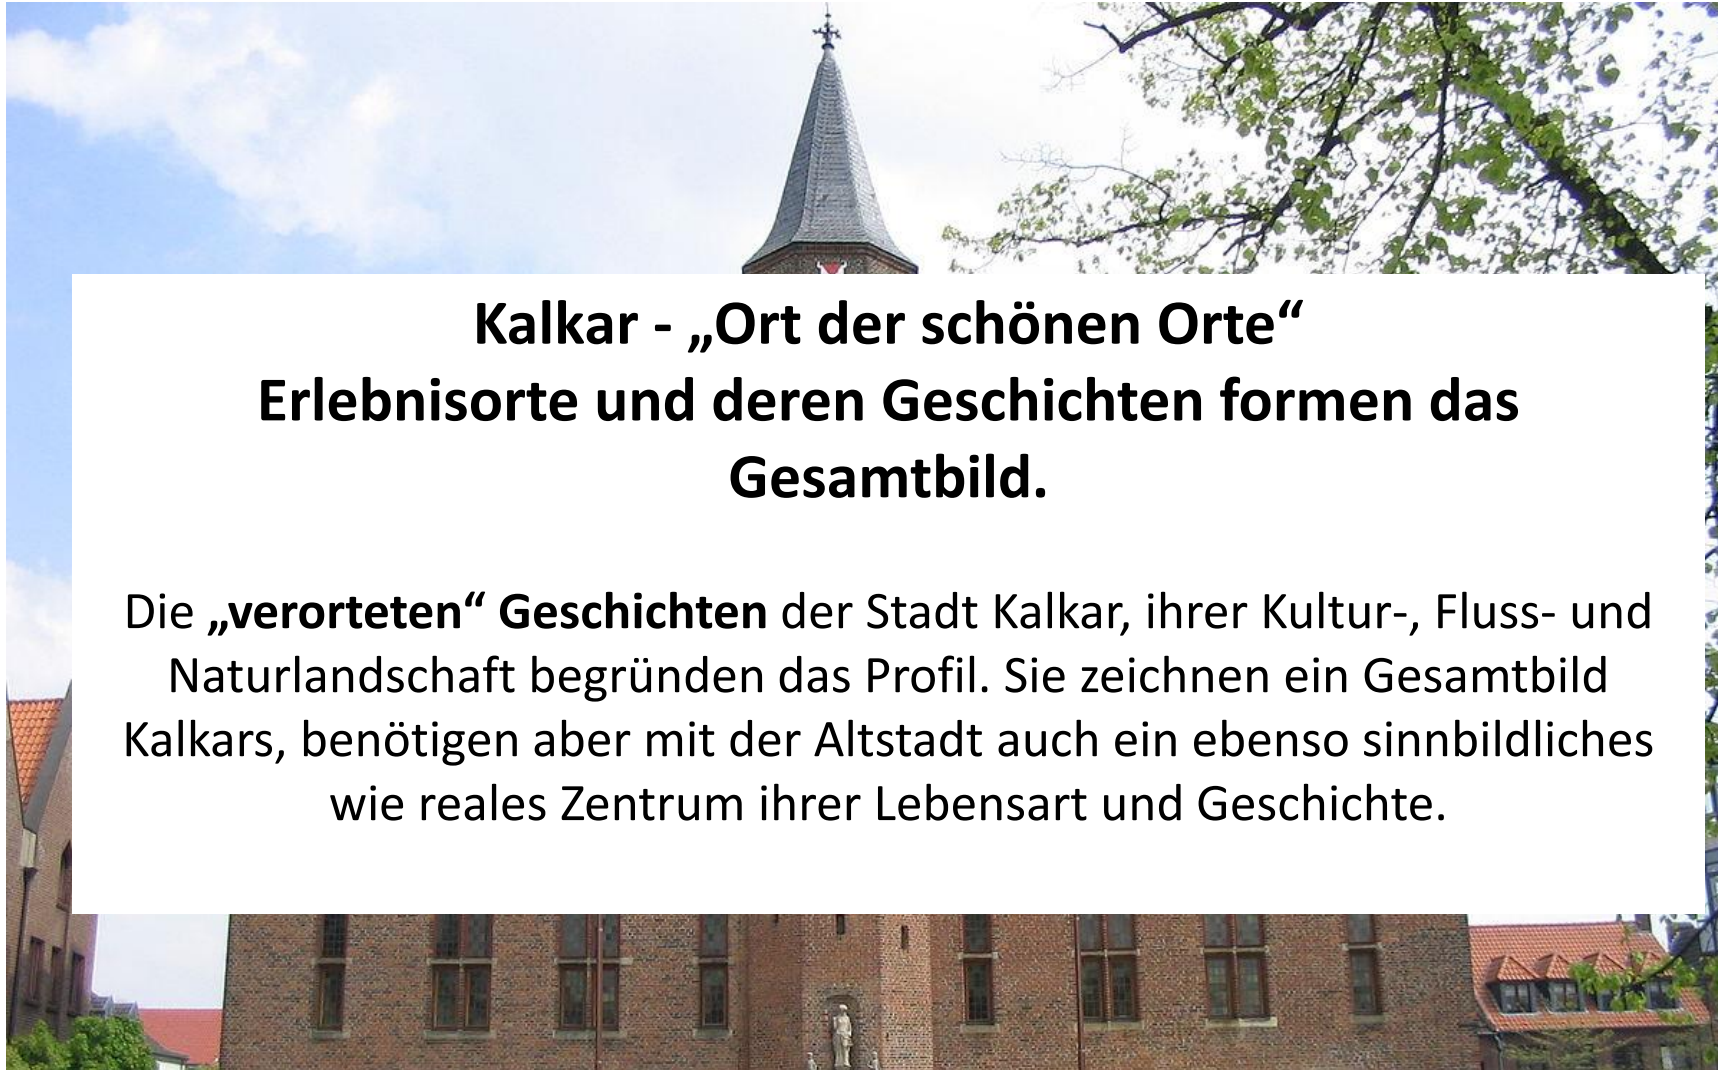 Kalkar - „Ort der schönen Orte“
Erlebnisorte und deren Geschichten formen das
Gesamtbild.
Die „verorteten“ Geschichten der Stadt Kalkar, ihrer Kultur-, Fluss- und
Naturlandschaft begründen das Profil. Sie zeichnen ein Gesamtbild
Kalkars, benötigen aber mit der Altstadt auch ein ebenso sinnbildliches
wie reales Zentrum ihrer Lebensart und Geschichte.